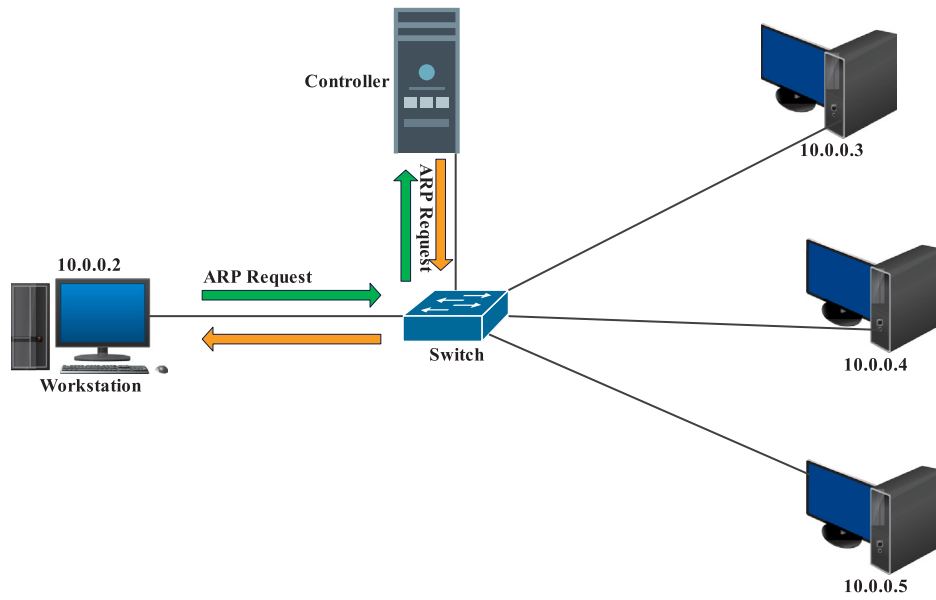 Controller
10.0.0.3
ARP Request
10.0.0.2
ARP Request
Switch
Workstation
10.0.0.4
10.0.0.5